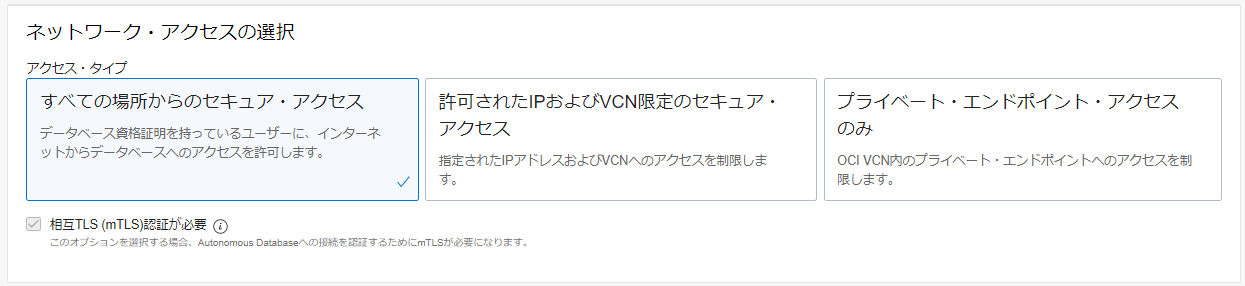 ネットワーク・アクセスの選択
アクセス・タイプ
すべての場所からのセキュア・アクセス
データベース資格証明を持っているユーザーに、インターネ
ットからデータベースへのアクセスを許可します。
許可されたIPおよびVCN限定のセキュア・
アクセス
指定されたIPアドレスおよびVCNへのアクセスを制限しま
す。
プライベート・エンドポイント・アクセス
のみ
OCI VCN内のプライベート・エンドポイントへのアクセスを制
限します。
相互TLS (mTLS)認証が必要
このオプションを選択する場合、Autonomous Databaseへの接続を認証するためにmTLSが必要になります。